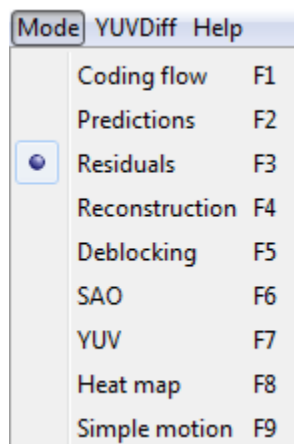 Mode YUVDiff Help
Coding flow F1
Predictions F2
Residuals F3
Reconstruction F4
Deblocking F5
SAO F6
YUV F7
Heat map F8
Simple motion F9